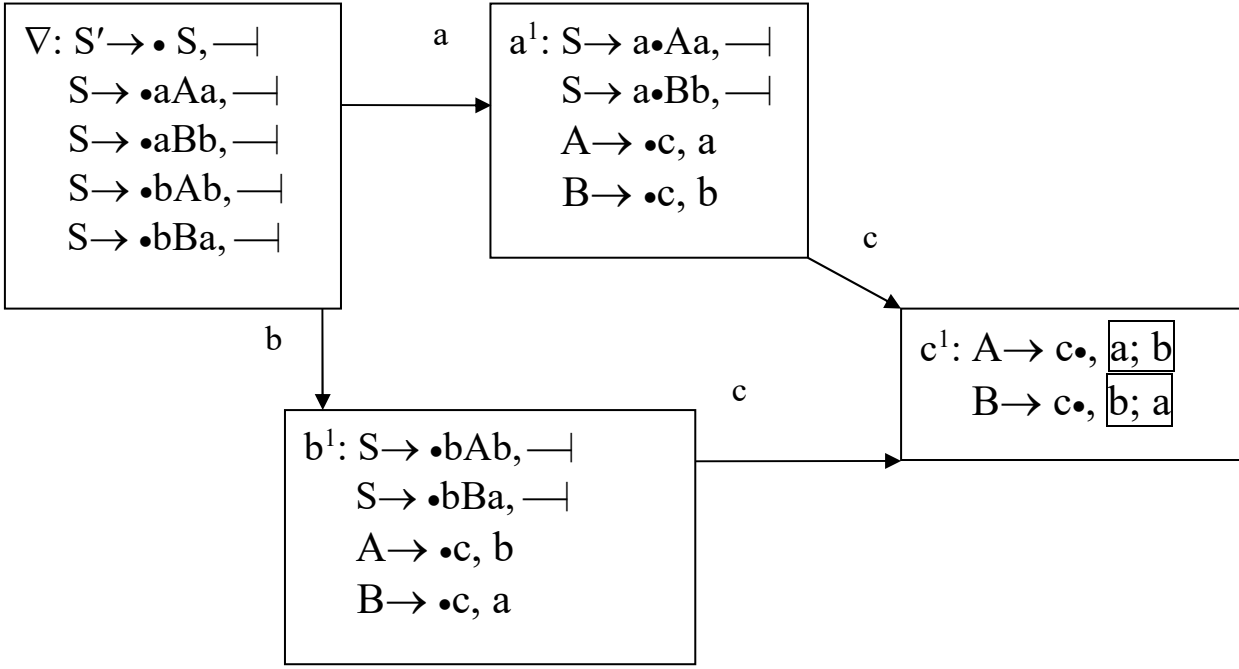 ∇: S′→ • S, ─┤
S→ •aAa, ─┤
S→ •aBb, ─┤
S→ •bAb, ─┤
S→ •bBa, ─┤
a
a¹: S→ a•Aa, ─┤
S→ a•Bb, ─┤
A→ •c, a
B→ •c, b
c
b
b¹: S→ •bAb, ─┤
S→ •bBa, ─┤
A→ •c, b
B→ •c, a
c
c¹: A→ c•, a; b
B→ c•, b; a